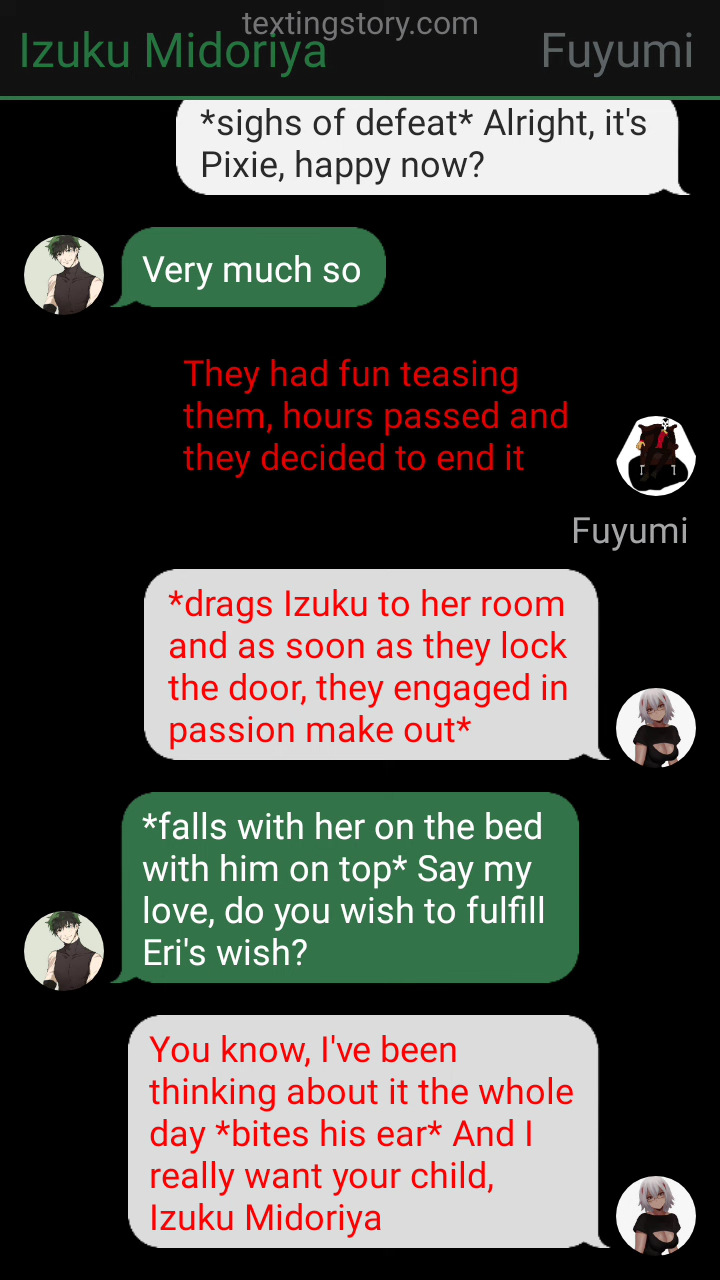 textingstory.com
Izuku Midoriya
Fuyumi
*sighs of defeat* Alright, it's
Pixie, happy now?
Very much so
They had fun teasing
them, hours passed and
they decided to end it
Fuyumi
*drags Izuku to her room
and as soon as they lock
the door, they engaged in
passion make out*
*falls with her on the bed
with him on top* Say my
love, do you wish to fulfill
Eri's wish?
You know, I've been
thinking about it the whole
day *bites his ear* And I
really want your child,
Izuku Midoriya